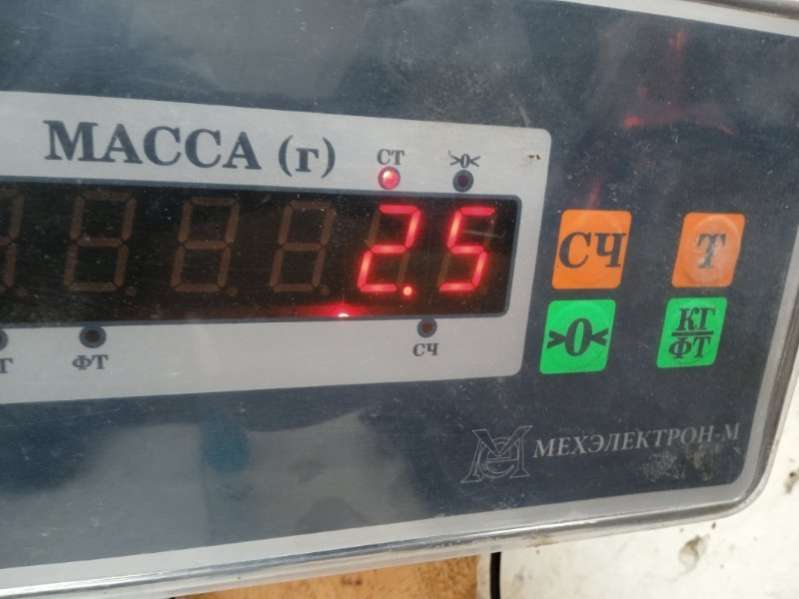 МАССА (г)
СТ >0<
2.5
СЧ Т
>0< КГ/ФТ
ФТ СЧ
МЕХЭЛЕКТРОН-М